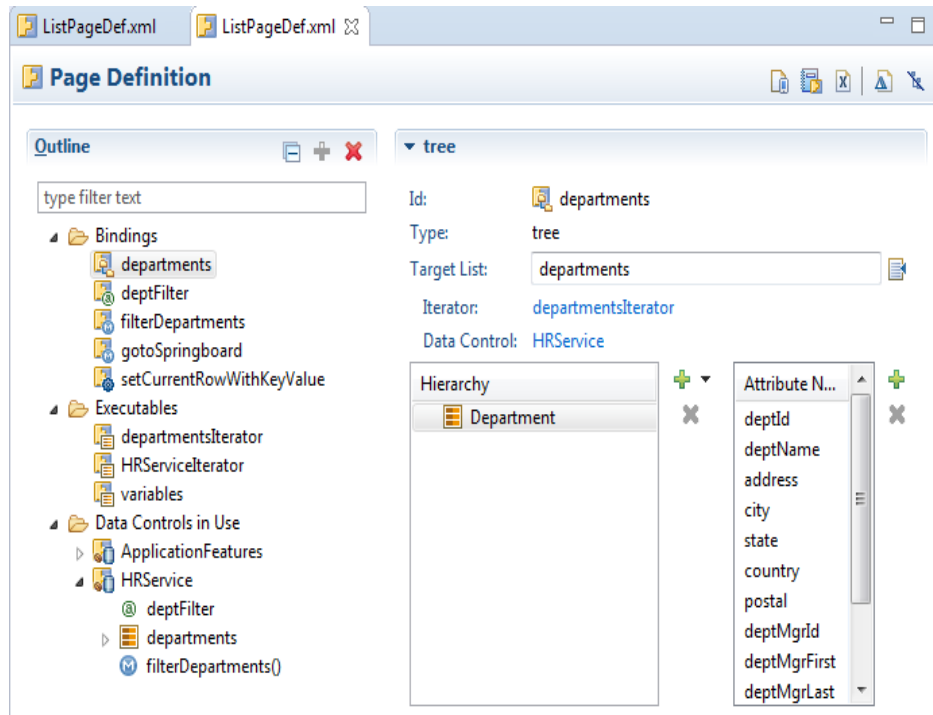 ListPageDef.xml ListPageDef.xml
Page Definition
Outline
type filter text
Bindings
departments
deptFilter
filterDepartments
gotoSpringboard
setCurrentRowWithKeyValue
Executables
departmentsIterator
HRServiceIterator
variables
Data Controls in Use
ApplicationFeatures
HRService
deptFilter
departments
filterDepartments()
tree
Id: departments
Type: tree
Target List: departments
Iterator: departmentsIterator
Data Control: HRService
Hierarchy
Department
Attribute N...
deptId
deptName
address
city
state
country
postal
deptMgrId
deptMgrFirst
deptMgrLast